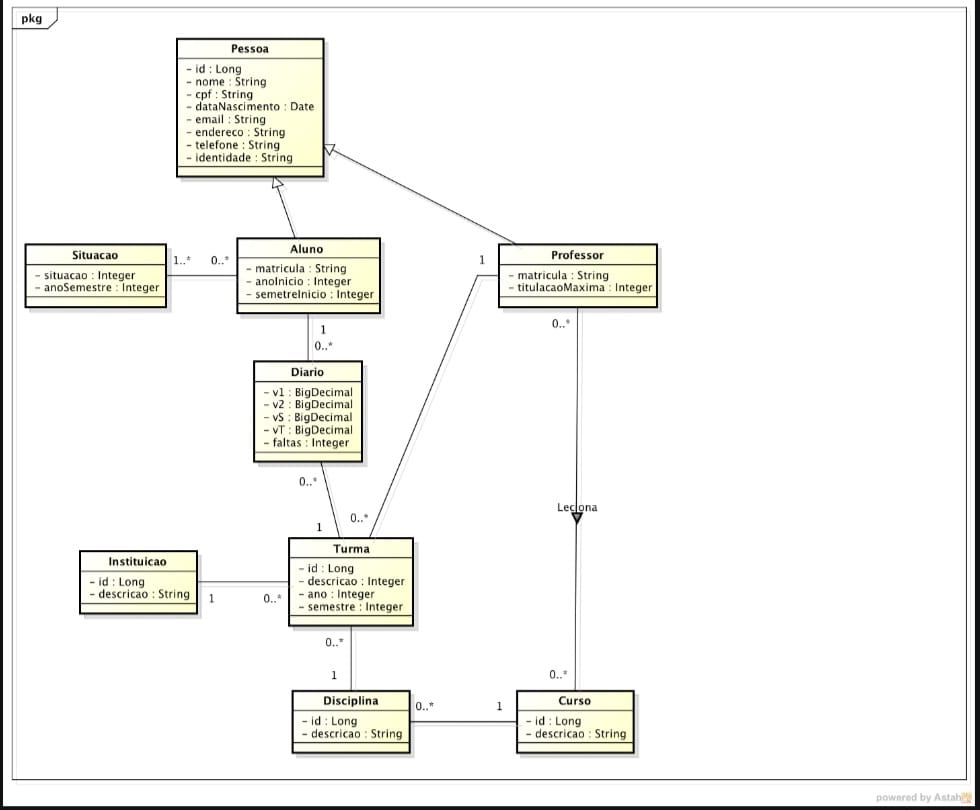 pkg
Pessoa
- id : Long
- nome : String
- cpf : String
- dataNascimento : Date
- email : String
- endereco : String
- telefone : String
- identidade : String
Situacao
- situacao : Integer
- anoSemestre : Integer
1..*
0..*
Aluno
- matricula : String
- anoInicio : Integer
- semetreInicio : Integer
1
Professor
- matricula : String
- titulacaoMaxima : Integer
1
0..*
0..*
Diario
- v1 : BigDecimal
- v2 : BigDecimal
- vS : BigDecimal
- vT : BigDecimal
- faltas : Integer
0..*
1
0..*
Leciona
Turma
- id : Long
- descricao : Integer
- ano : Integer
- semestre : Integer
Instituicao
- id : Long
- descricao : String
1
0..*
0..*
1
Disciplina
- id : Long
- descricao : String
0..*
1
0..*
Curso
- id : Long
- descricao : String
powered by Astah